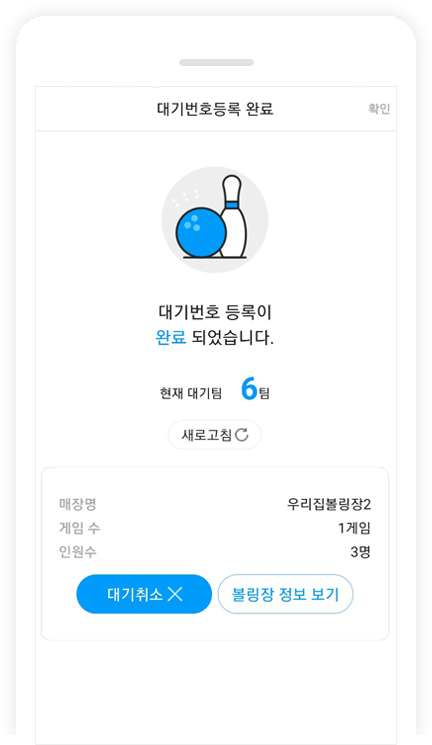 대기번호등록 완료
확인
대기번호 등록이
완료 되었습니다.
현재 대기팀 6팀
새로고침
매장명 우리집볼링장2
게임 수 1게임
인원수 3명
대기취소
볼링장 정보 보기